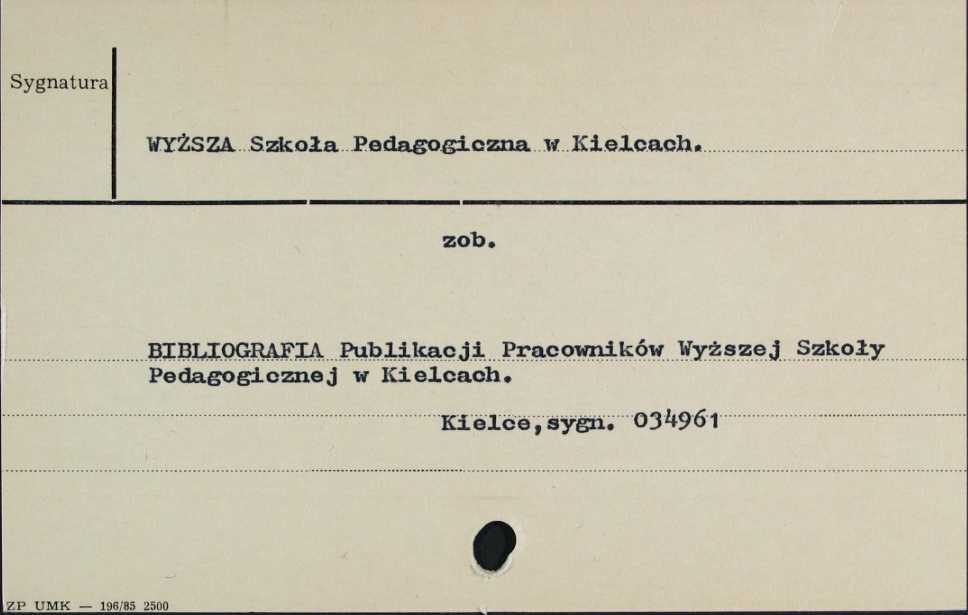 Sygnatura
WYŻSZA Szkoła Pedagogiczna w Kielcach.
zob.
BIBLIOGRAFIA Publikacji Pracowników Wyższej Szkoły
Pedagogicznej w Kielcach.
Kielce,sygn. 034961
ZP UMK — 196/85 2500